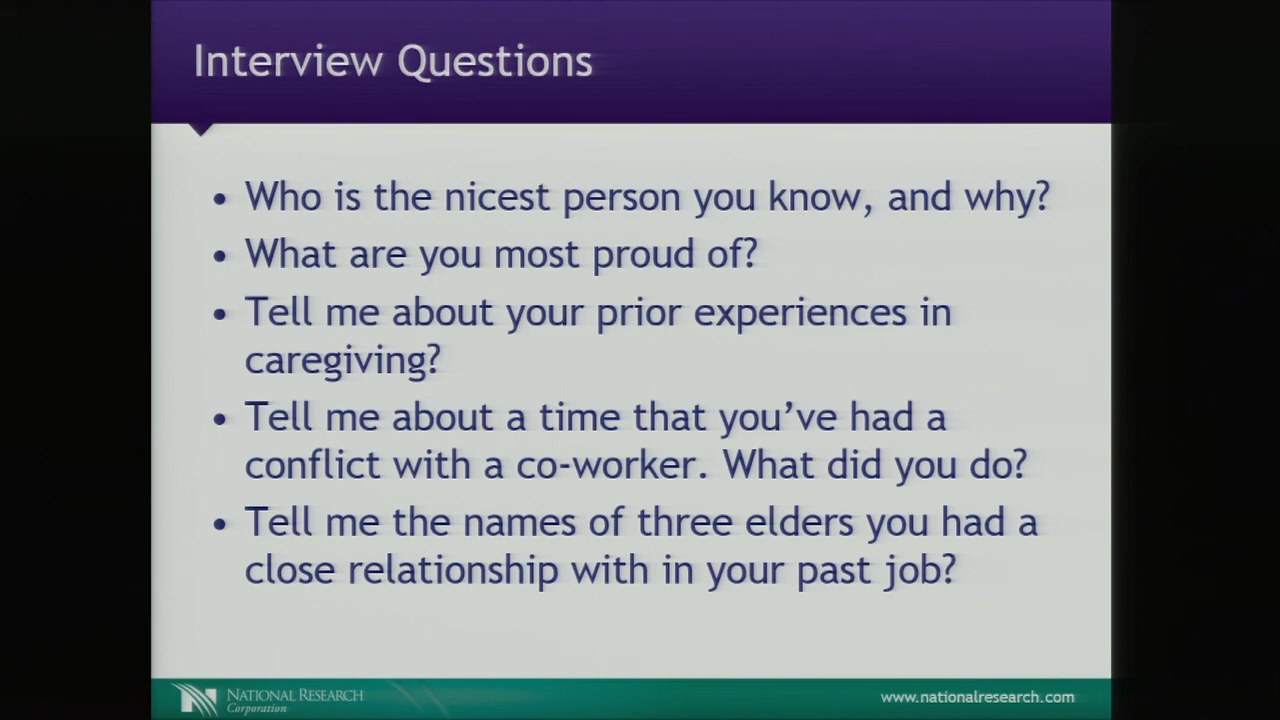 Interview Questions
• Who is the nicest person you know, and why?
• What are you most proud of?
• Tell me about your prior experiences in
caregiving?
• Tell me about a time that you’ve had a
conflict with a co-worker. What did you do?
• Tell me the names of three elders you had a
close relationship with in your past job?
NATIONAL RESEARCH
Corporation
www.nationalresearch.com